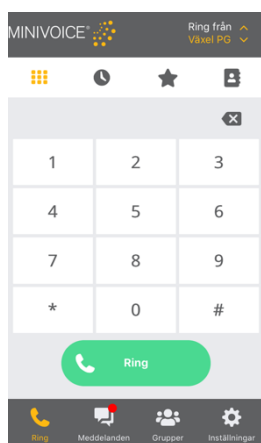 MINIVOICE®
Ring från
Växel PG
1 2 3
4 5 6
7 8 9
* 0 #
Ring
Ring Meddelanden Grupper Inställningar